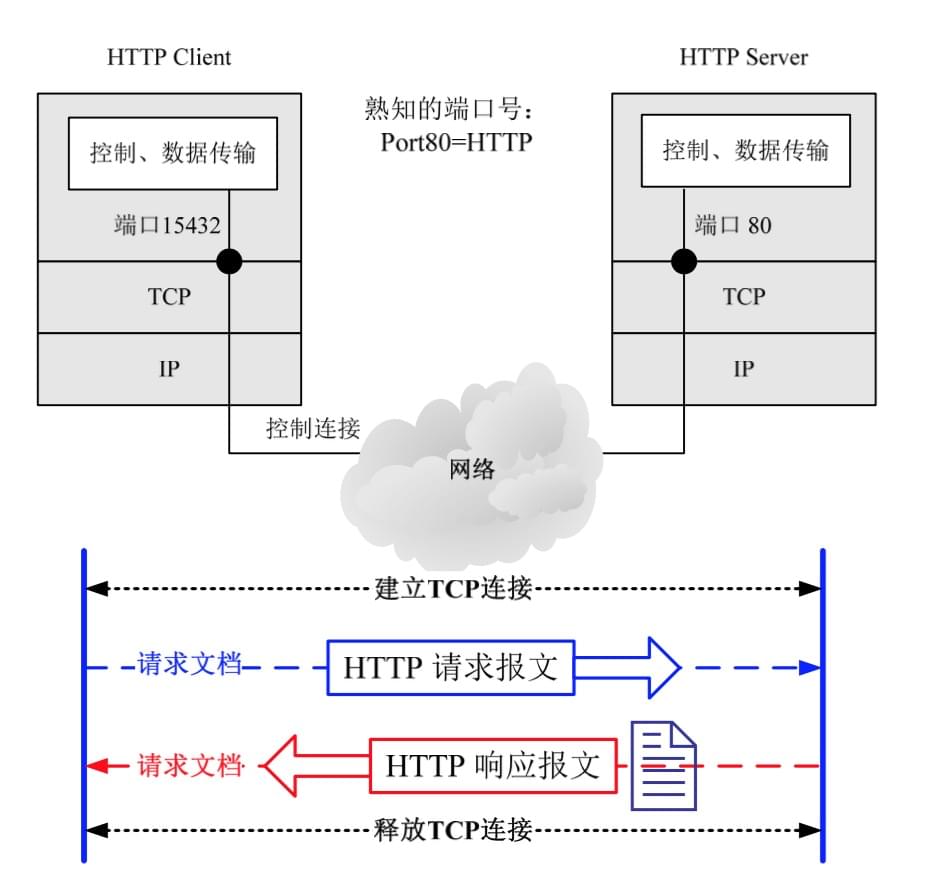 HTTP Client
HTTP Server
熟知的端口号：
Port80=HTTP
控制、数据传输
控制、数据传输
端口15432
端口 80
TCP
TCP
IP
IP
控制连接
网络
建立TCP连接
请求文档
HTTP 请求报文
请求文档
HTTP 响应报文
释放TCP连接